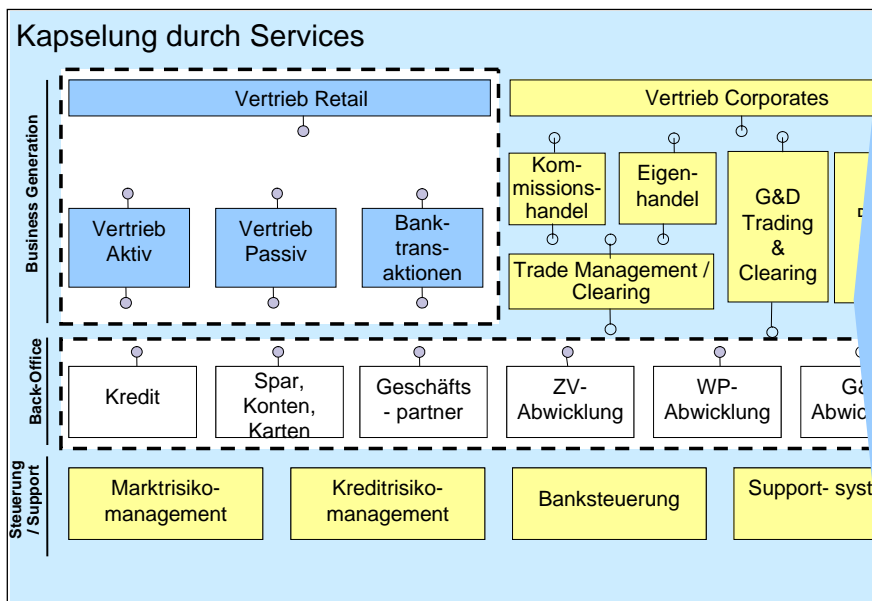 Kapselung durch Services
Business Generation
Vertrieb Retail
Vertrieb Corporates
Vertrieb
Aktiv
Vertrieb
Passiv
Bank-
trans-
aktionen
Kom-
missions-
handel
Eigen-
handel
G&D
Trading
&
Clearing
Trade Management /
Clearing
Back-Office
Kredit
Spar,
Konten,
Karten
Geschäfts
- partner
ZV-
Abwicklung
WP-
Abwicklung
Steuerung
/ Support
Marktrisiko-
management
Kreditrisiko-
management
Banksteuerung
Support- syst